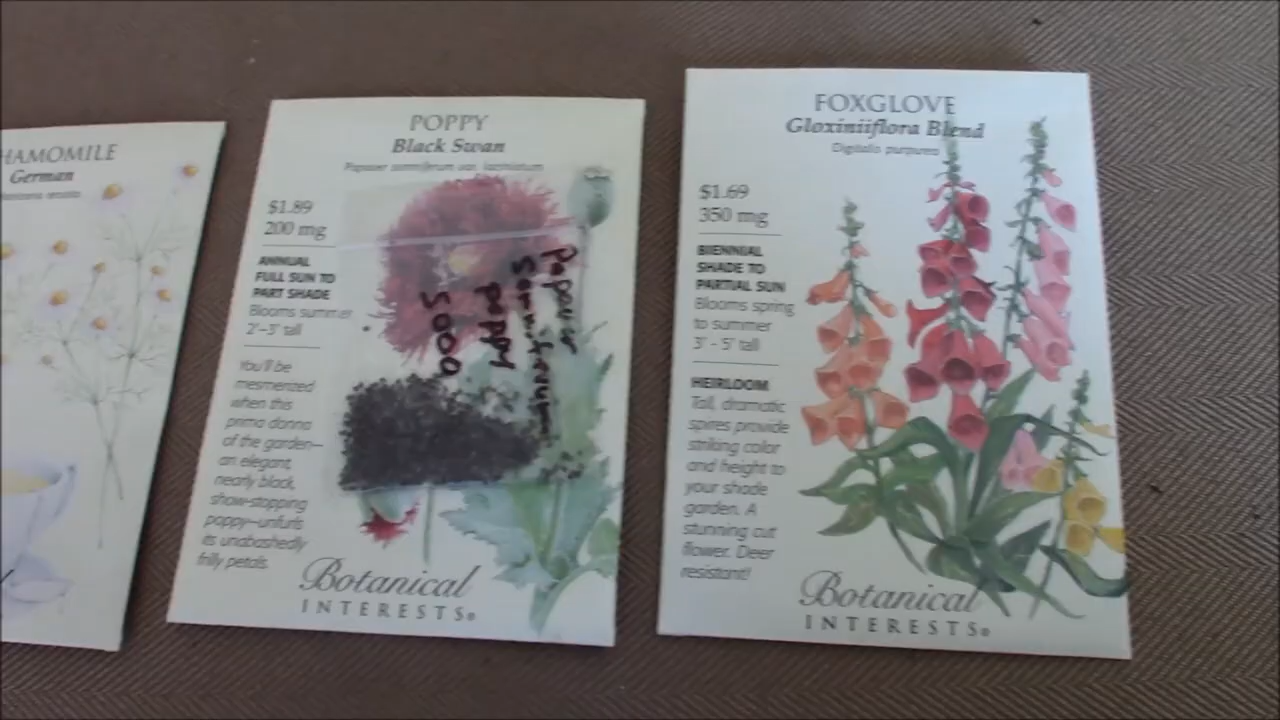 HAMOMILE
German
POPPY
Black Swan
Papaver somniferum var. laciniatum
$1.89
200 mg
ANNUAL
FULL SUN TO
PART SHADE
Blooms summer
2'–3' tall
You'll be
mesmerized
when this
prima donna
of the garden—
an elegant,
nearly black,
show-stopping
poppy—unfurls
its unabashedly
frilly petals.
Papaver
Somniferum
poppy
5000
Botanical
INTERESTS®
FOXGLOVE
Gloxiniiflora Blend
Digitalis purpurea
$1.69
350 mg
BIENNIAL
SHADE TO
PARTIAL SUN
Blooms spring
to summer
3' – 5' tall
HEIRLOOM
Tall, dramatic
spires provide
striking color
and height to
your shade
garden. A
stunning cut
flower. Deer
resistant!
Botanical
INTERESTS®